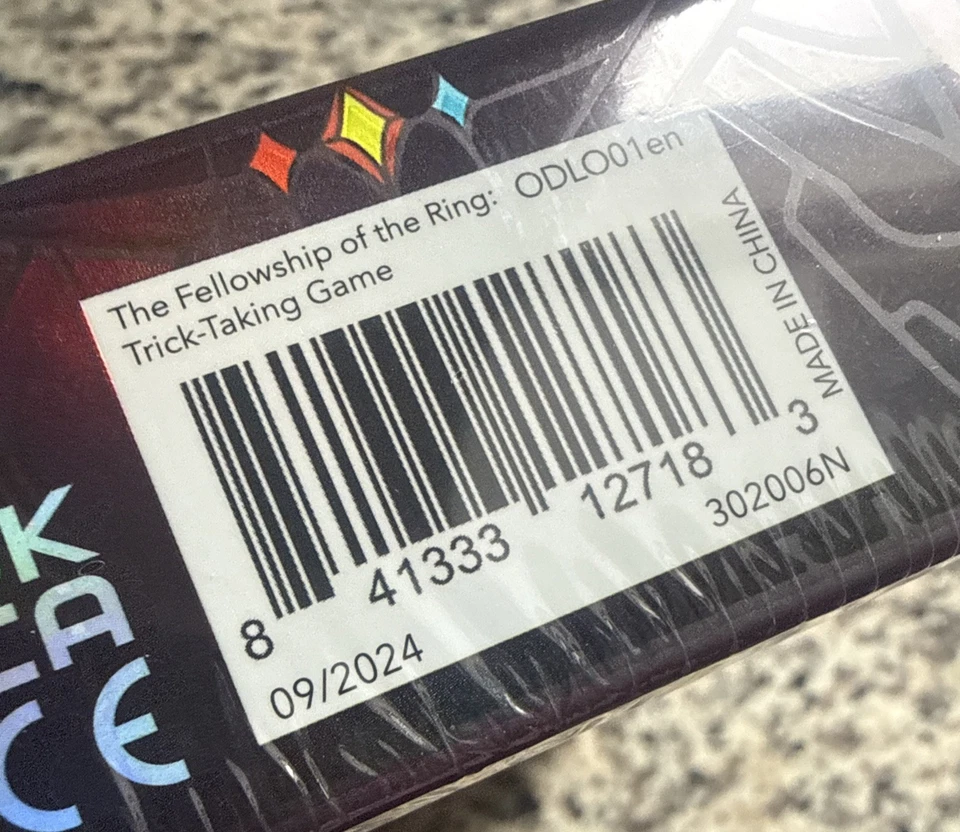 The Fellowship of the Ring: ODLO01en
Trick-Taking Game
MADE IN CHINA
8 41333 12718 3
302006N
09/2024
CE